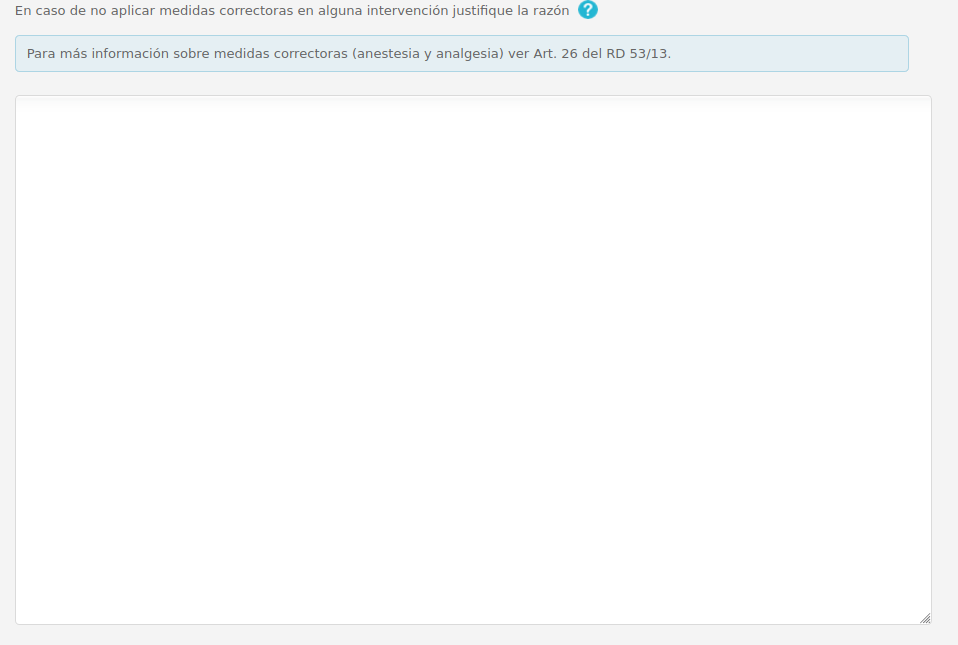 En caso de no aplicar medidas correctoras en alguna intervención justifique la razón ?
Para más información sobre medidas correctoras (anestesia y analgesia) ver Art. 26 del RD 53/13.